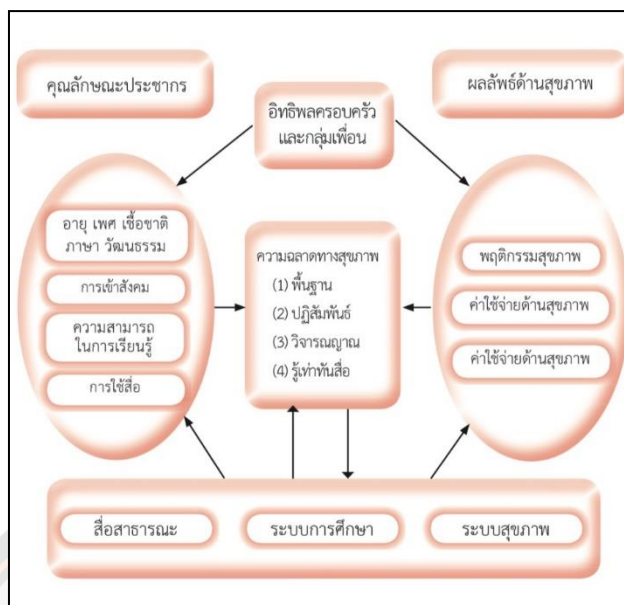 คุณลักษณะประชากร
อิทธิพลครอบครัว
และกลุ่มเพื่อน
ผลลัพธ์ด้านสุขภาพ
อายุ เพศ เชื้อชาติ
ภาษา วัฒนธรรม
การเข้าสังคม
ความสามารถ
ในการเรียนรู้
การใช้สื่อ
ความฉลาดทางสุขภาพ
(1) พื้นฐาน
(2) ปฏิสัมพันธ์
(3) วิจารณญาณ
(4) รู้เท่าทันสื่อ
พฤติกรรมสุขภาพ
ค่าใช้จ่ายด้านสุขภาพ
ค่าใช้จ่ายด้านสุขภาพ
สื่อสาธารณะ
ระบบการศึกษา
ระบบสุขภาพ